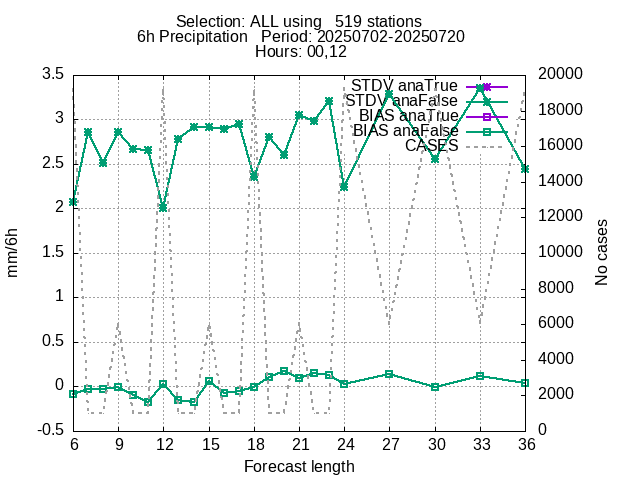 Selection: ALL using   519 stations
6h Precipitation   Period: 20250702-20250720
Hours: 00,12
STDV anaTrue
STDV anaFalse
BIAS anaTrue
BIAS anaFalse
CASES
3.5
3
2.5
2
1.5
1
0.5
0
-0.5
mm/6h
20000
18000
16000
14000
12000
10000
8000
6000
4000
2000
0
No cases
6 9 12 15 18 21 24 27 30 33 36
Forecast length